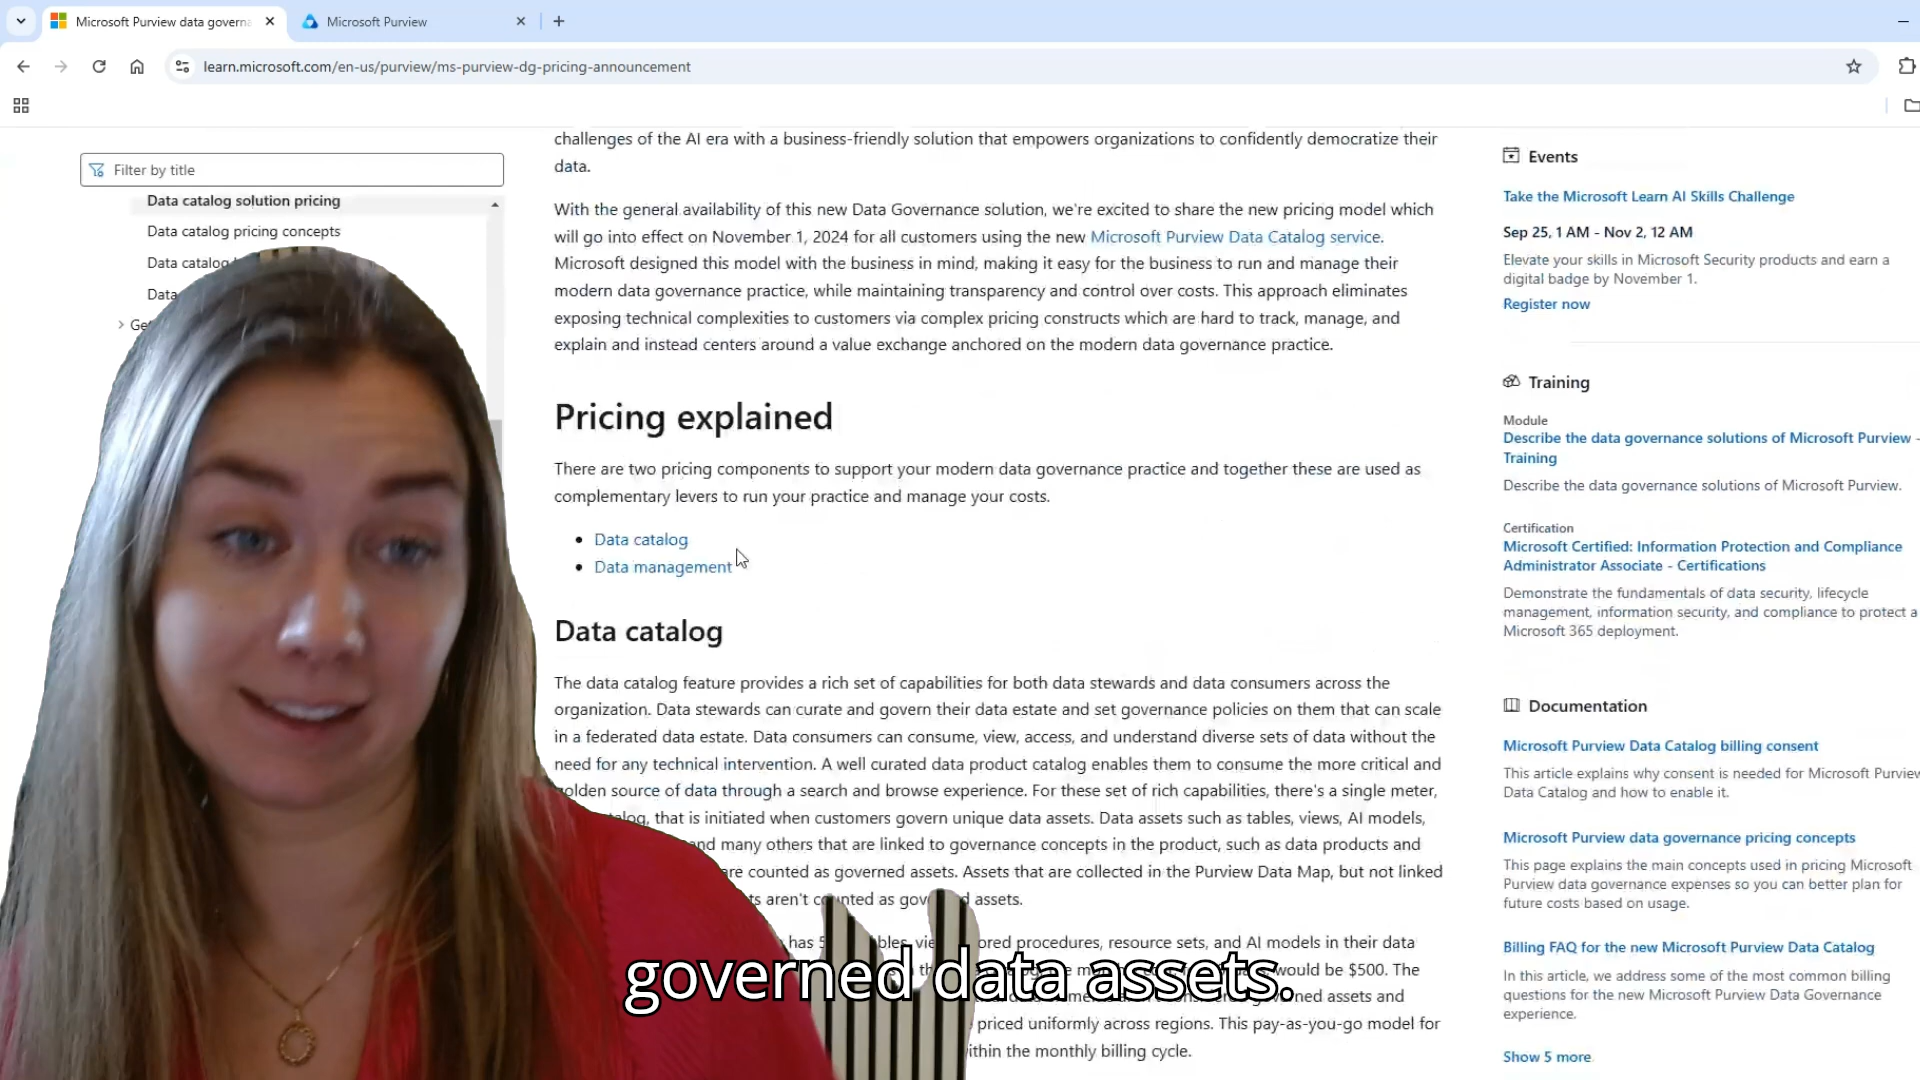 Microsoft Purview data governa
Microsoft Purview
learn.microsoft.com/en-us/purview/ms-purview-dg-pricing-announcement
Filter by title
Data catalog solution pricing
Data catalog pricing concepts
Data catalog
Data
Ge
challenges of the AI era with a business-friendly solution that empowers organizations to confidently democratize their
data.
With the general availability of this new Data Governance solution, we're excited to share the new pricing model which
will go into effect on November 1, 2024 for all customers using the new Microsoft Purview Data Catalog service.
Microsoft designed this model with the business in mind, making it easy for the business to run and manage their
modern data governance practice, while maintaining transparency and control over costs. This approach eliminates
exposing technical complexities to customers via complex pricing constructs which are hard to track, manage, and
explain and instead centers around a value exchange anchored on the modern data governance practice.
Pricing explained
There are two pricing components to support your modern data governance practice and together these are used as
complementary levers to run your practice and manage your costs.
Data catalog
Data management
Data catalog
The data catalog feature provides a rich set of capabilities for both data stewards and data consumers across the
organization. Data stewards can curate and govern their data estate and set governance policies on them that can scale
in a federated data estate. Data consumers can consume, view, access, and understand diverse sets of data without the
need for any technical intervention. A well curated data product catalog enables them to consume the more critical and
golden source of data through a search and browse experience. For these set of rich capabilities, there's a single meter,
that is initiated when customers govern unique data assets. Data assets such as tables, views, AI models,
and many others that are linked to governance concepts in the product, such as data products and
are counted as governed assets. Assets that are collected in the Purview Data Map, but not linked
aren't counted as governed assets.
has 5 procedures, resource sets, and AI models in their data
would be $500. The
assets and
priced uniformly across regions. This pay-as-you-go model for
within the monthly billing cycle.
governed data assets.
Events
Take the Microsoft Learn AI Skills Challenge
Sep 25, 1 AM - Nov 2, 12 AM
Elevate your skills in Microsoft Security products and earn a
digital badge by November 1.
Register now
Training
Module
Describe the data governance solutions of Microsoft Purview -
Training
Describe the data governance solutions of Microsoft Purview.
Certification
Microsoft Certified: Information Protection and Compliance
Administrator Associate - Certifications
Demonstrate the fundamentals of data security, lifecycle
management, information security, and compliance to protect a
Microsoft 365 deployment.
Documentation
Microsoft Purview Data Catalog billing consent
This article explains why consent is needed for Microsoft Purview
Data Catalog and how to enable it.
Microsoft Purview data governance pricing concepts
This page explains the main concepts used in pricing Microsoft
Purview data governance expenses so you can better plan for
future costs based on usage.
Billing FAQ for the new Microsoft Purview Data Catalog
In this article, we address some of the most common billing
questions for the new Microsoft Purview Data Governance
experience.
Show 5 more